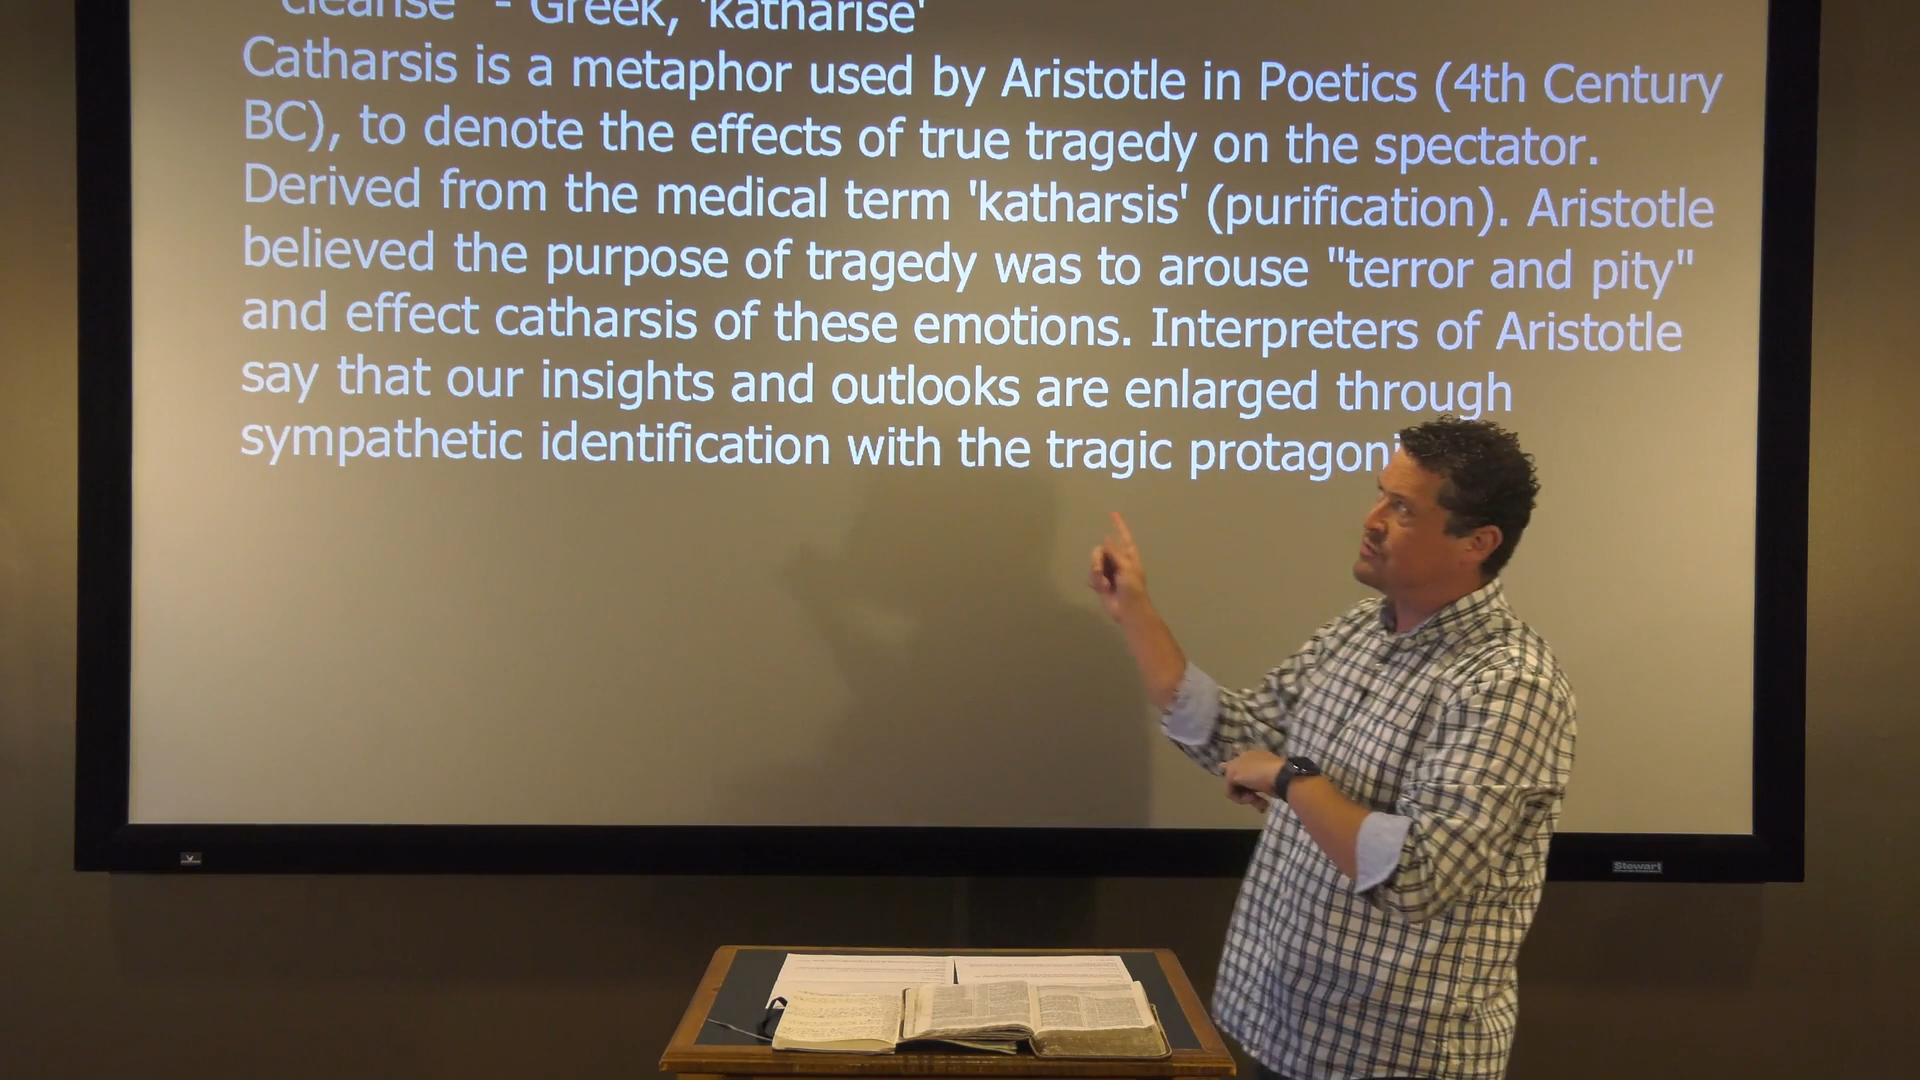 "cleanse" - Greek, 'katharise'
Catharsis is a metaphor used by Aristotle in Poetics (4th Century
BC), to denote the effects of true tragedy on the spectator.
Derived from the medical term 'katharsis' (purification). Aristotle
believed the purpose of tragedy was to arouse "terror and pity"
and effect catharsis of these emotions. Interpreters of Aristotle
say that our insights and outlooks are enlarged through
sympathetic identification with the tragic protagoni
Stewart